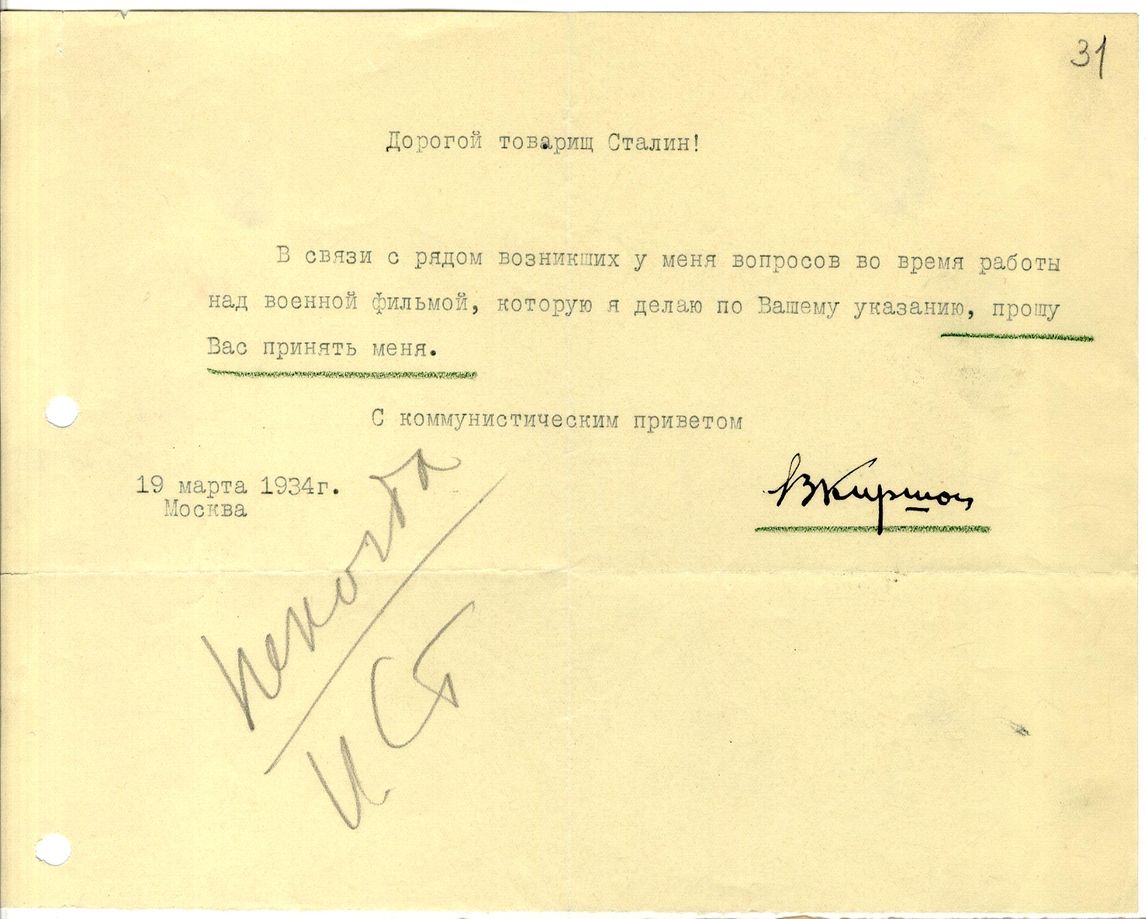 31
Дорогой товарищ Сталин!
В связи с рядом возникших у меня вопросов во время работы
над военной фильмой, которую я делаю по Вашему указанию, прошу
Вас принять меня.
С коммунистическим приветом
19 марта 1934г.
Москва
ВКиршон
Некогда
И Ст